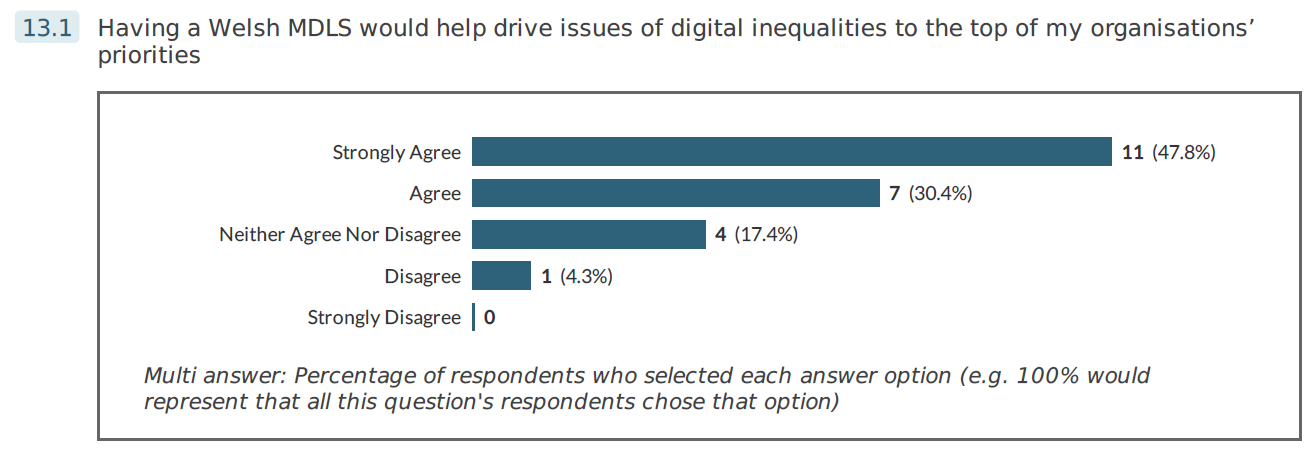 13.1 Having a Welsh MDLS would help drive issues of digital inequalities to the top of my organisations’
priorities
Strongly Agree 11 (47.8%)
Agree 7 (30.4%)
Neither Agree Nor Disagree 4 (17.4%)
Disagree 1 (4.3%)
Strongly Disagree 0
Multi answer: Percentage of respondents who selected each answer option (e.g. 100% would
represent that all this question's respondents chose that option)